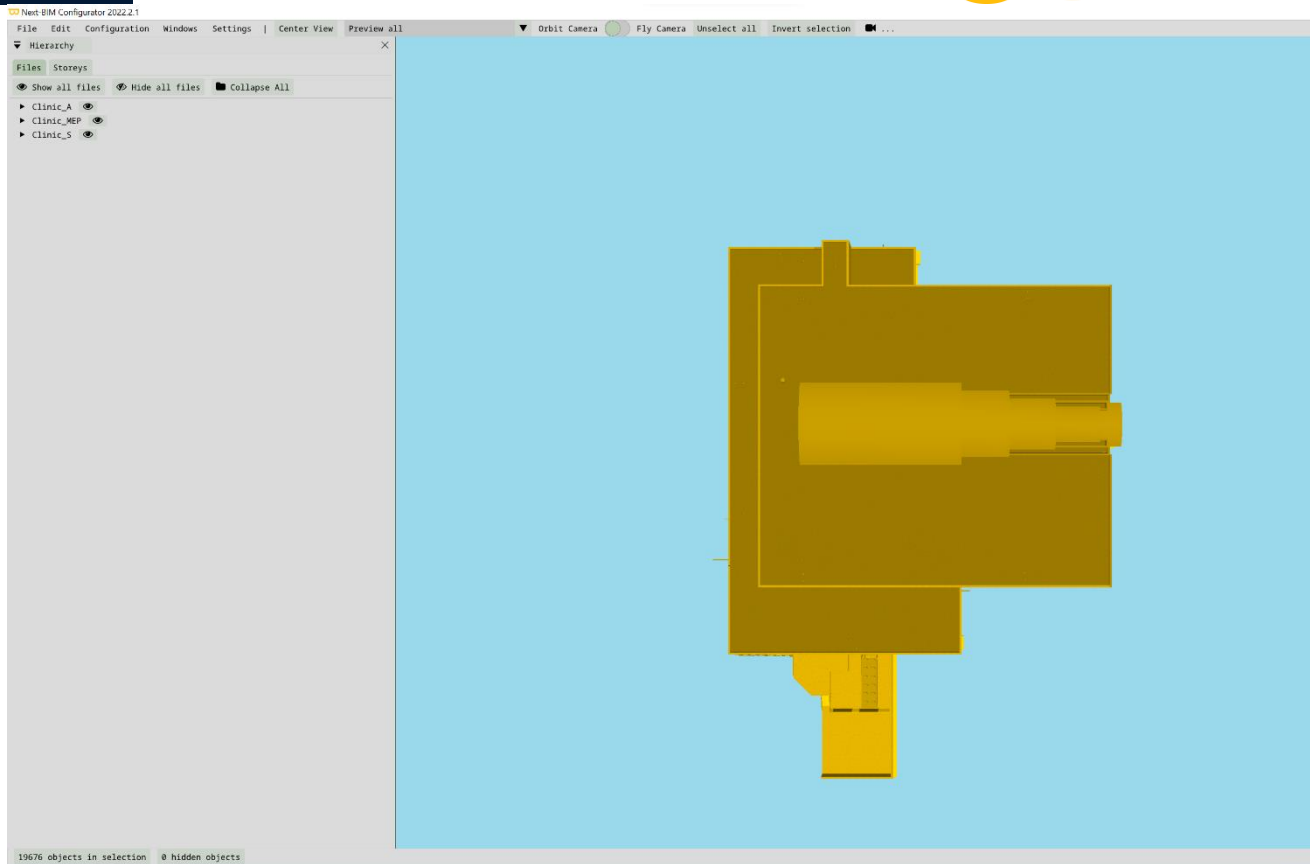 Next-BIM Configurator 2022.2.1
File Edit Configuration Windows Settings | Center View Preview all Orbit Camera Fly Camera Unselect all Invert selection ...
Hierarchy
Files Storeys
Show all files Hide all files Collapse All
Clinic_A
Clinic_MEP
Clinic_S
19676 objects in selection 0 hidden objects